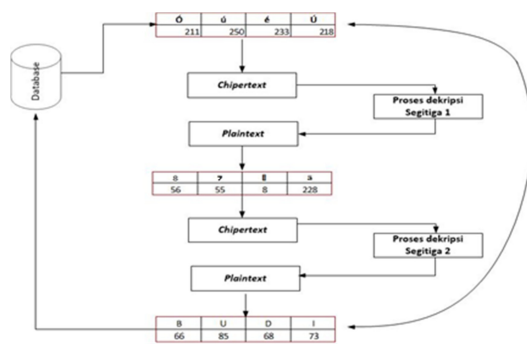 Ó ú é Ú
211 250 233 218
Database
Chipertext
Proses dekripsi
Segitiga 1
Plaintext
8 7 ä
56 55 8 228
Chipertext
Proses dekripsi
Segitiga 2
Plaintext
B U D I
66 85 68 73